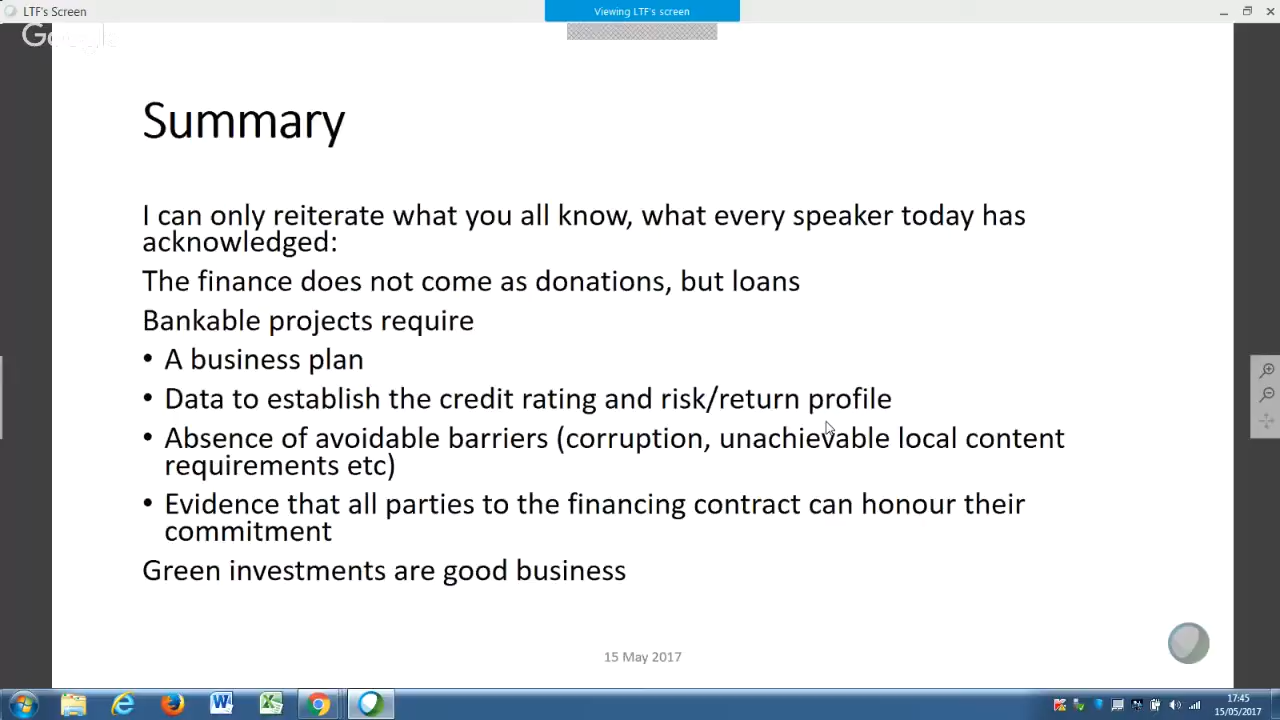 LTF's Screen
Viewing LTF's screen
Summary
I can only reiterate what you all know, what every speaker today has
acknowledged:
The finance does not come as donations, but loans
Bankable projects require
• A business plan
• Data to establish the credit rating and risk/return profile
• Absence of avoidable barriers (corruption, unachievable local content
requirements etc)
• Evidence that all parties to the financing contract can honour their
commitment
Green investments are good business
15 May 2017
17:45
15/05/2017